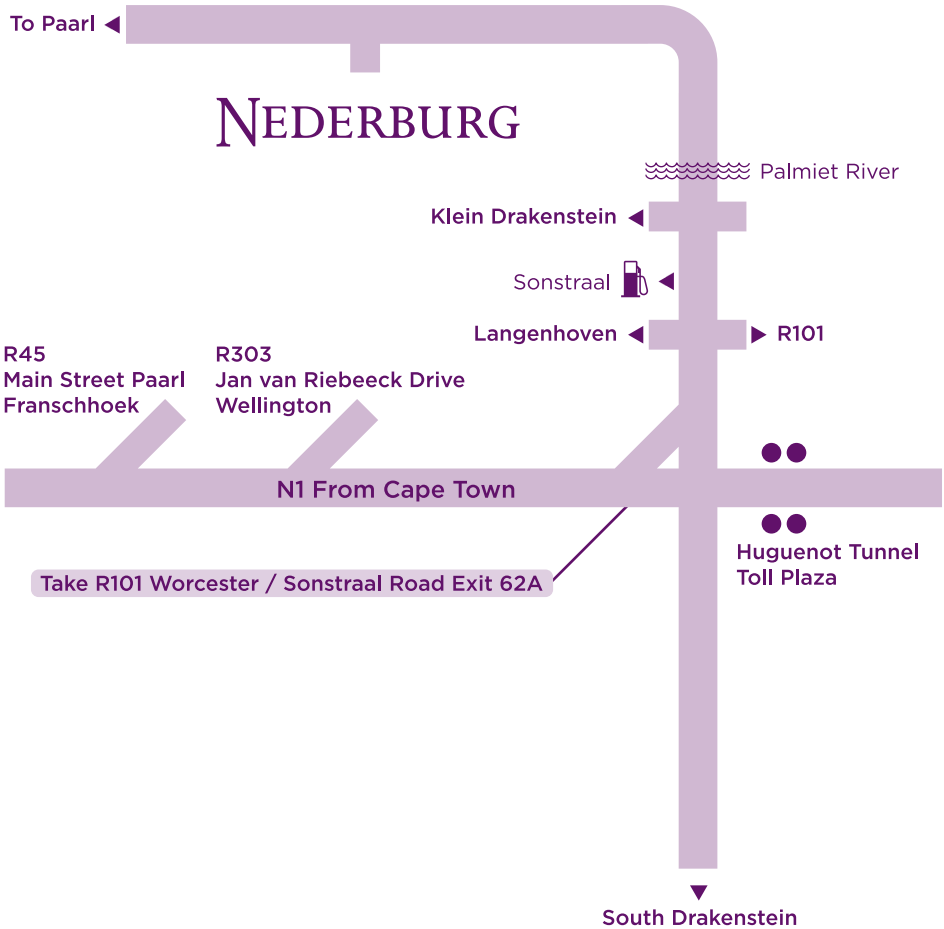 To Paarl
NEDERBURG
Palmiet River
Klein Drakenstein
Sonstraal
Langenhoven
R101
R45
Main Street Paarl
Franschhoek
R303
Jan van Riebeeck Drive
Wellington
N1 From Cape Town
Huguenot Tunnel
Toll Plaza
Take R101 Worcester / Sonstraal Road Exit 62A
South Drakenstein